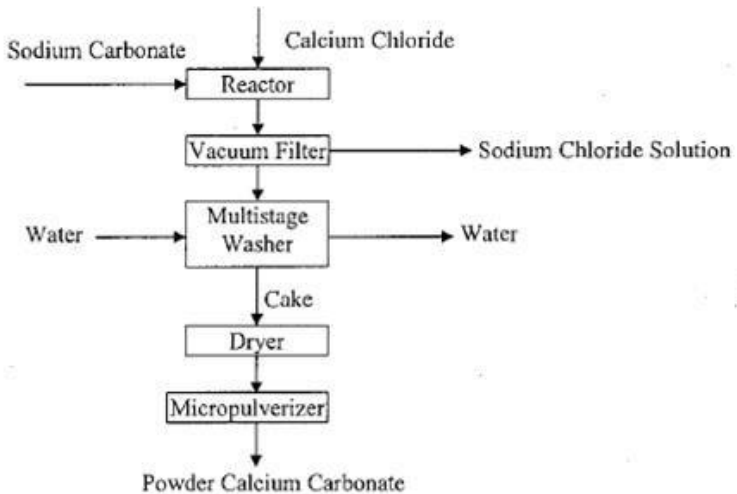 Calcium Chloride
Sodium Carbonate
Reactor
Vacuum Filter
Sodium Chloride Solution
Multistage
Washer
Water
Water
Cake
Dryer
Micropulverizer
Powder Calcium Carbonate